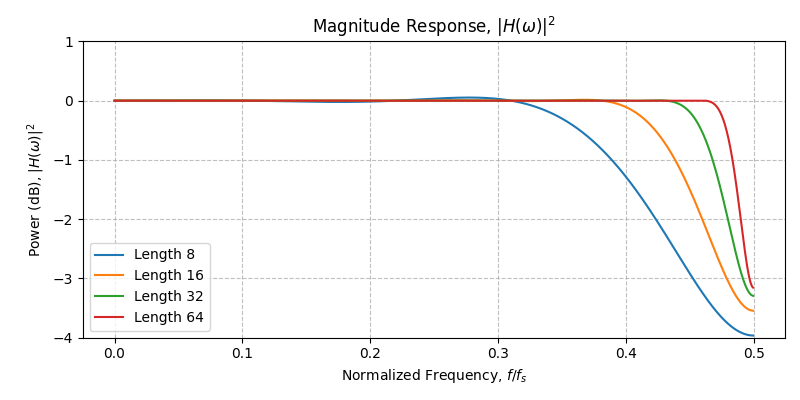 Magnitude Response, |H(ω)|²
Power (dB), |H(ω)|²
1
0
−1
−2
−3
−4
Length 8
Length 16
Length 32
Length 64
0.0 0.1 0.2 0.3 0.4 0.5
Normalized Frequency, f/fₛ